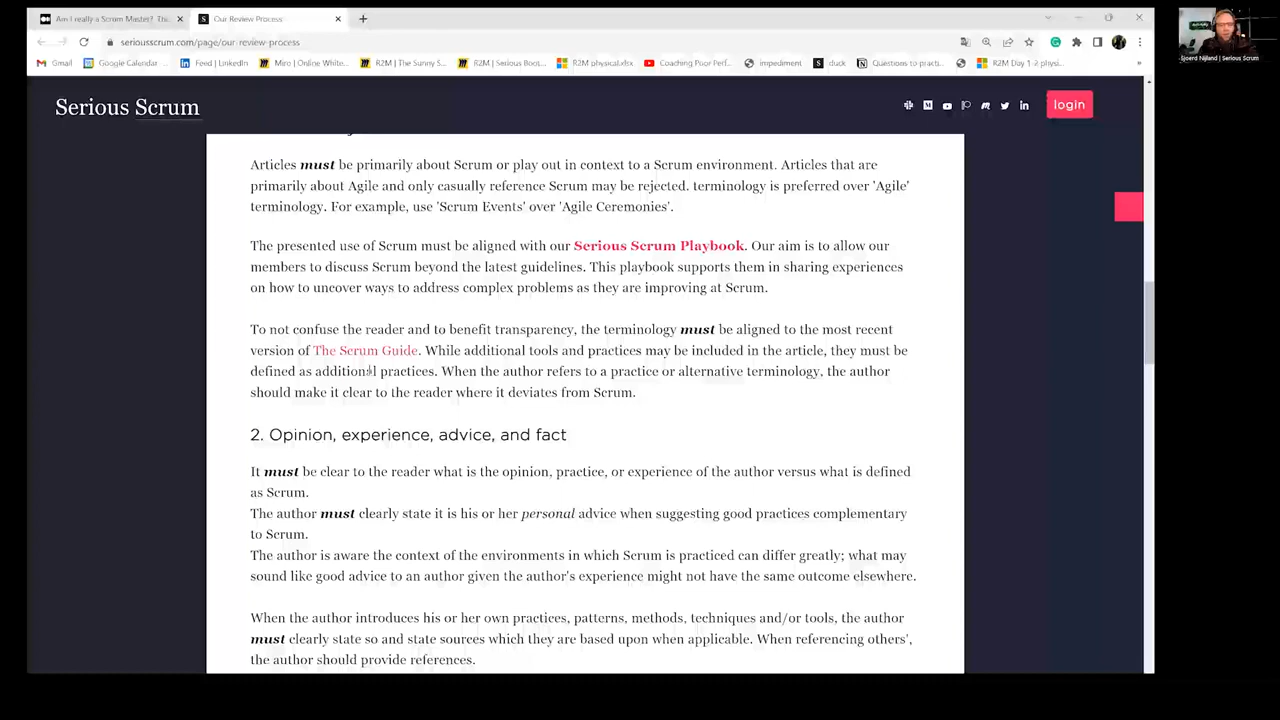 Am I really a Scrum Master? Thi
Our Review Process
seriousscrum.com/page/our-review-process
Gmail
Google Calendar
Feed | LinkedIn
Miro | Online White...
R2M | The Sunny S...
R2M | Serious Boot...
R2M physical.xlsx
Coaching Poor Perf...
impediment
duck
Questions to practi...
R2M Day 1-2 physi...
Sjoerd Nijland | Serious Scrum
Serious Scrum
login
Articles must be primarily about Scrum or play out in context to a Scrum environment. Articles that are
primarily about Agile and only casually reference Scrum may be rejected. terminology is preferred over 'Agile'
terminology. For example, use 'Scrum Events' over 'Agile Ceremonies'.
The presented use of Scrum must be aligned with our Serious Scrum Playbook. Our aim is to allow our
members to discuss Scrum beyond the latest guidelines. This playbook supports them in sharing experiences
on how to uncover ways to address complex problems as they are improving at Scrum.
To not confuse the reader and to benefit transparency, the terminology must be aligned to the most recent
version of The Scrum Guide. While additional tools and practices may be included in the article, they must be
defined as additional practices. When the author refers to a practice or alternative terminology, the author
should make it clear to the reader where it deviates from Scrum.
2. Opinion, experience, advice, and fact
It must be clear to the reader what is the opinion, practice, or experience of the author versus what is defined
as Scrum.
The author must clearly state it is his or her personal advice when suggesting good practices complementary
to Scrum.
The author is aware the context of the environments in which Scrum is practiced can differ greatly; what may
sound like good advice to an author given the author's experience might not have the same outcome elsewhere.
When the author introduces his or her own practices, patterns, methods, techniques and/or tools, the author
must clearly state so and state sources which they are based upon when applicable. When referencing others',
the author should provide references.